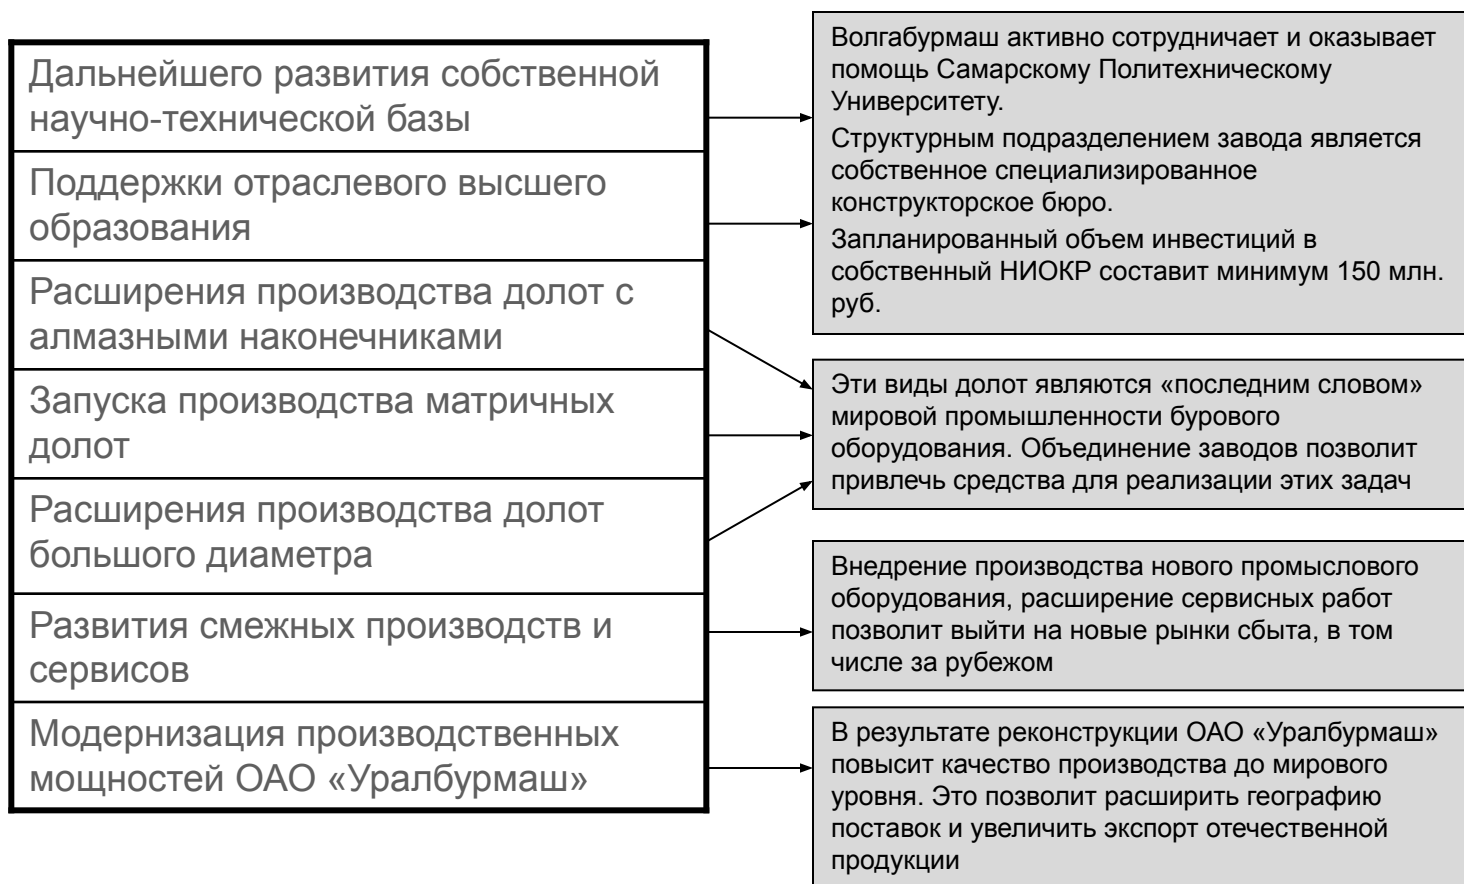 Дальнейшего развития собственной
научно-технической базы
Поддержки отраслевого высшего
образования
Расширения производства долот с
алмазными наконечниками
Запуска производства матричных
долот
Расширения производства долот
большого диаметра
Развития смежных производств и
сервисов
Модернизация производственных
мощностей ОАО «Уралбурмаш»
Волгабурмаш активно сотрудничает и оказывает
помощь Самарскому Политехническому
Университету.
Структурным подразделением завода является
собственное специализированное
конструкторское бюро.
Запланированный объем инвестиций в
собственный НИОКР составит минимум 150 млн.
руб.
Эти виды долот являются «последним словом»
мировой промышленности бурового
оборудования. Объединение заводов позволит
привлечь средства для реализации этих задач
Внедрение производства нового промыслового
оборудования, расширение сервисных работ
позволит выйти на новые рынки сбыта, в том
числе за рубежом
В результате реконструкции ОАО «Уралбурмаш»
повысит качество производства до мирового
уровня. Это позволит расширить географию
поставок и увеличить экспорт отечественной
продукции